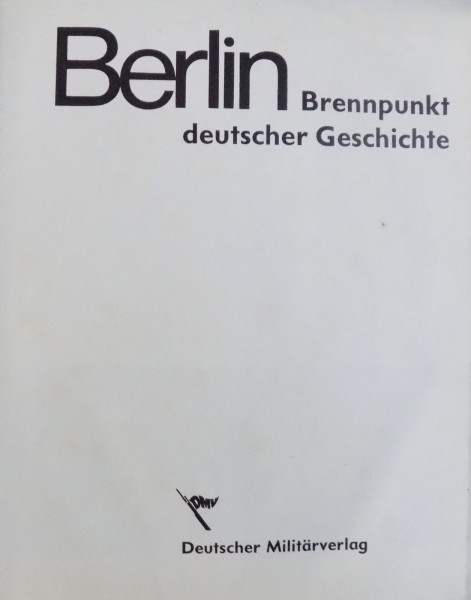 Berlin Brennpunkt
deutscher Geschichte
DMV
Deutscher Militärverlag